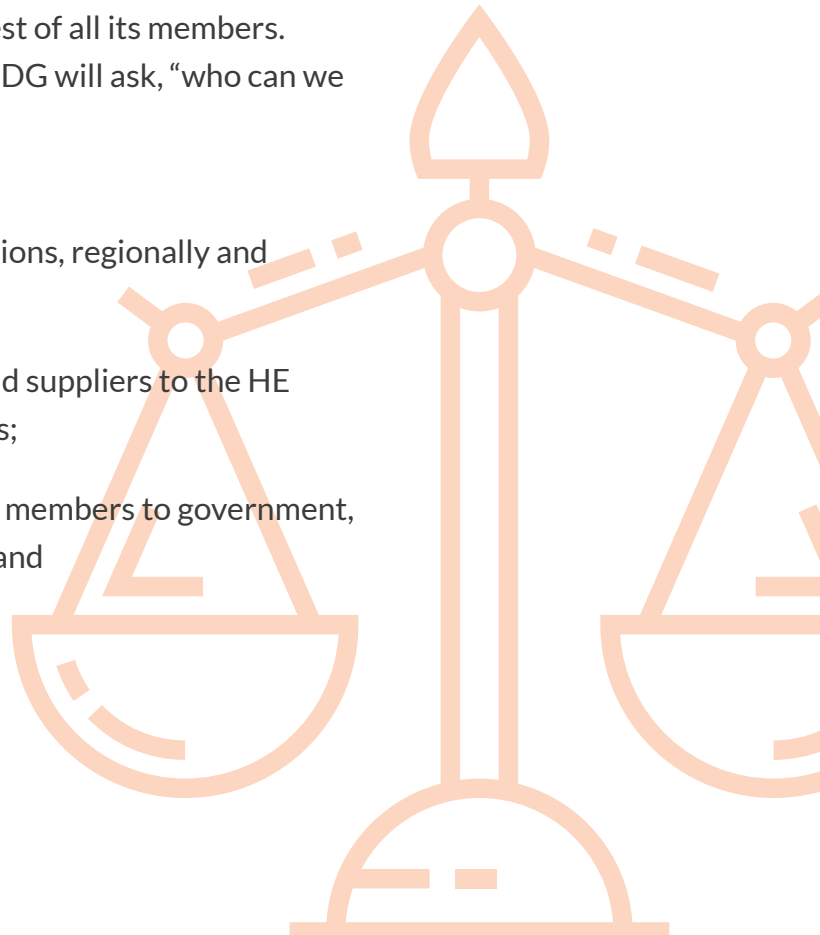 st of all its members.
DG will ask, “who can we
ions, regionally and
d suppliers to the HE
s;
members to government,
and